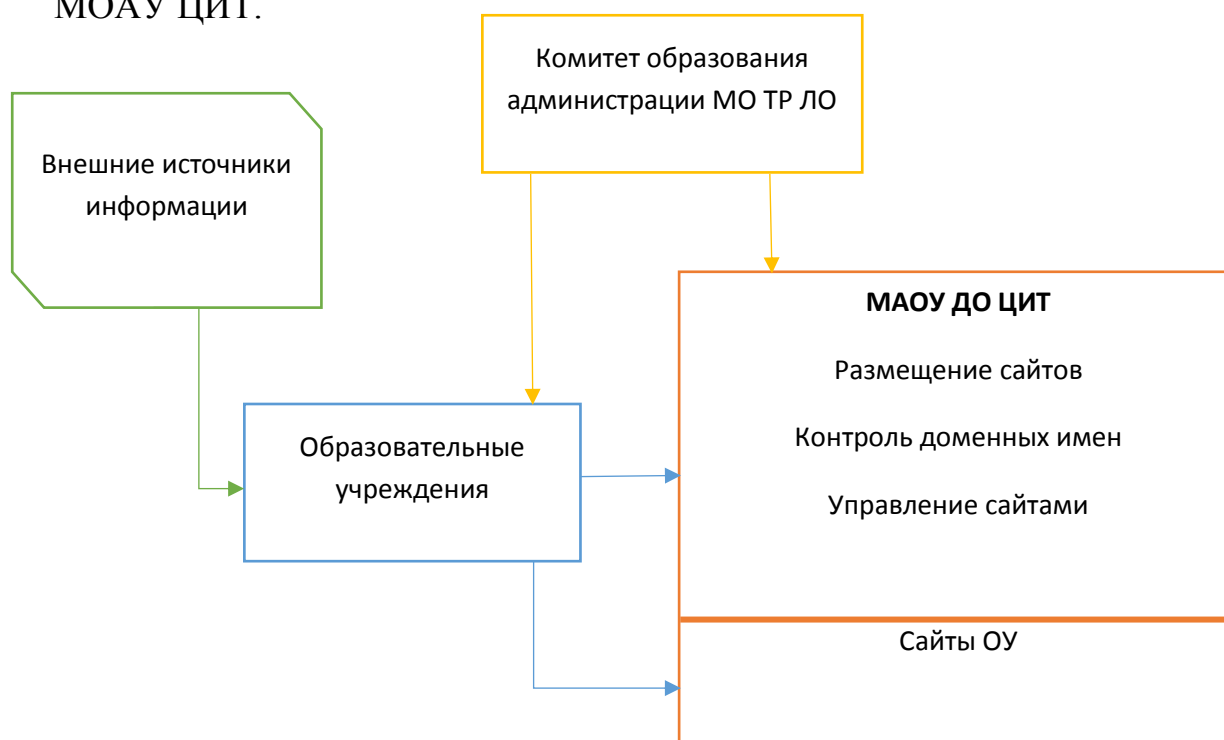 МОАУ ЦИТ.
Комитет образования
администрации МО ТР ЛО
Внешние источники
информации
МАОУ ДО ЦИТ
Размещение сайтов
Контроль доменных имен
Управление сайтами
Образовательные
учреждения
Сайты ОУ